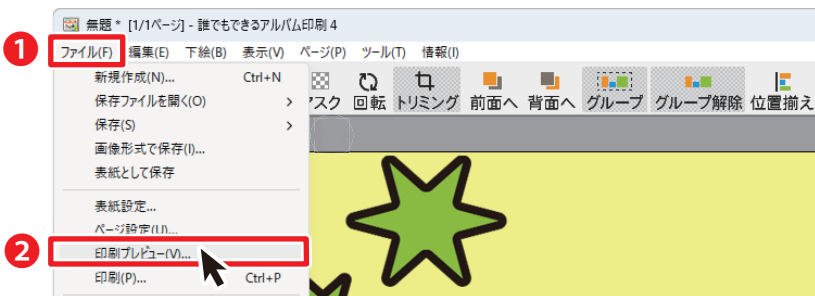 無題 * [1/1ページ] - 誰でもできるアルバム印刷 4
1
ファイル(F) 編集(E) 下絵(B) 表示(V) ページ(P) ツール(T) 情報(I)
新規作成(N)... Ctrl+N
保存ファイルを開く(O) >
保存(S) >
画像形式で保存(I)...
表紙として保存
表紙設定...
ページ設定(U)...
2
印刷プレビュー(V)...
印刷(P)... Ctrl+P
スク 回転 トリミング 前面へ 背面へ グループ グループ解除 位置揃え